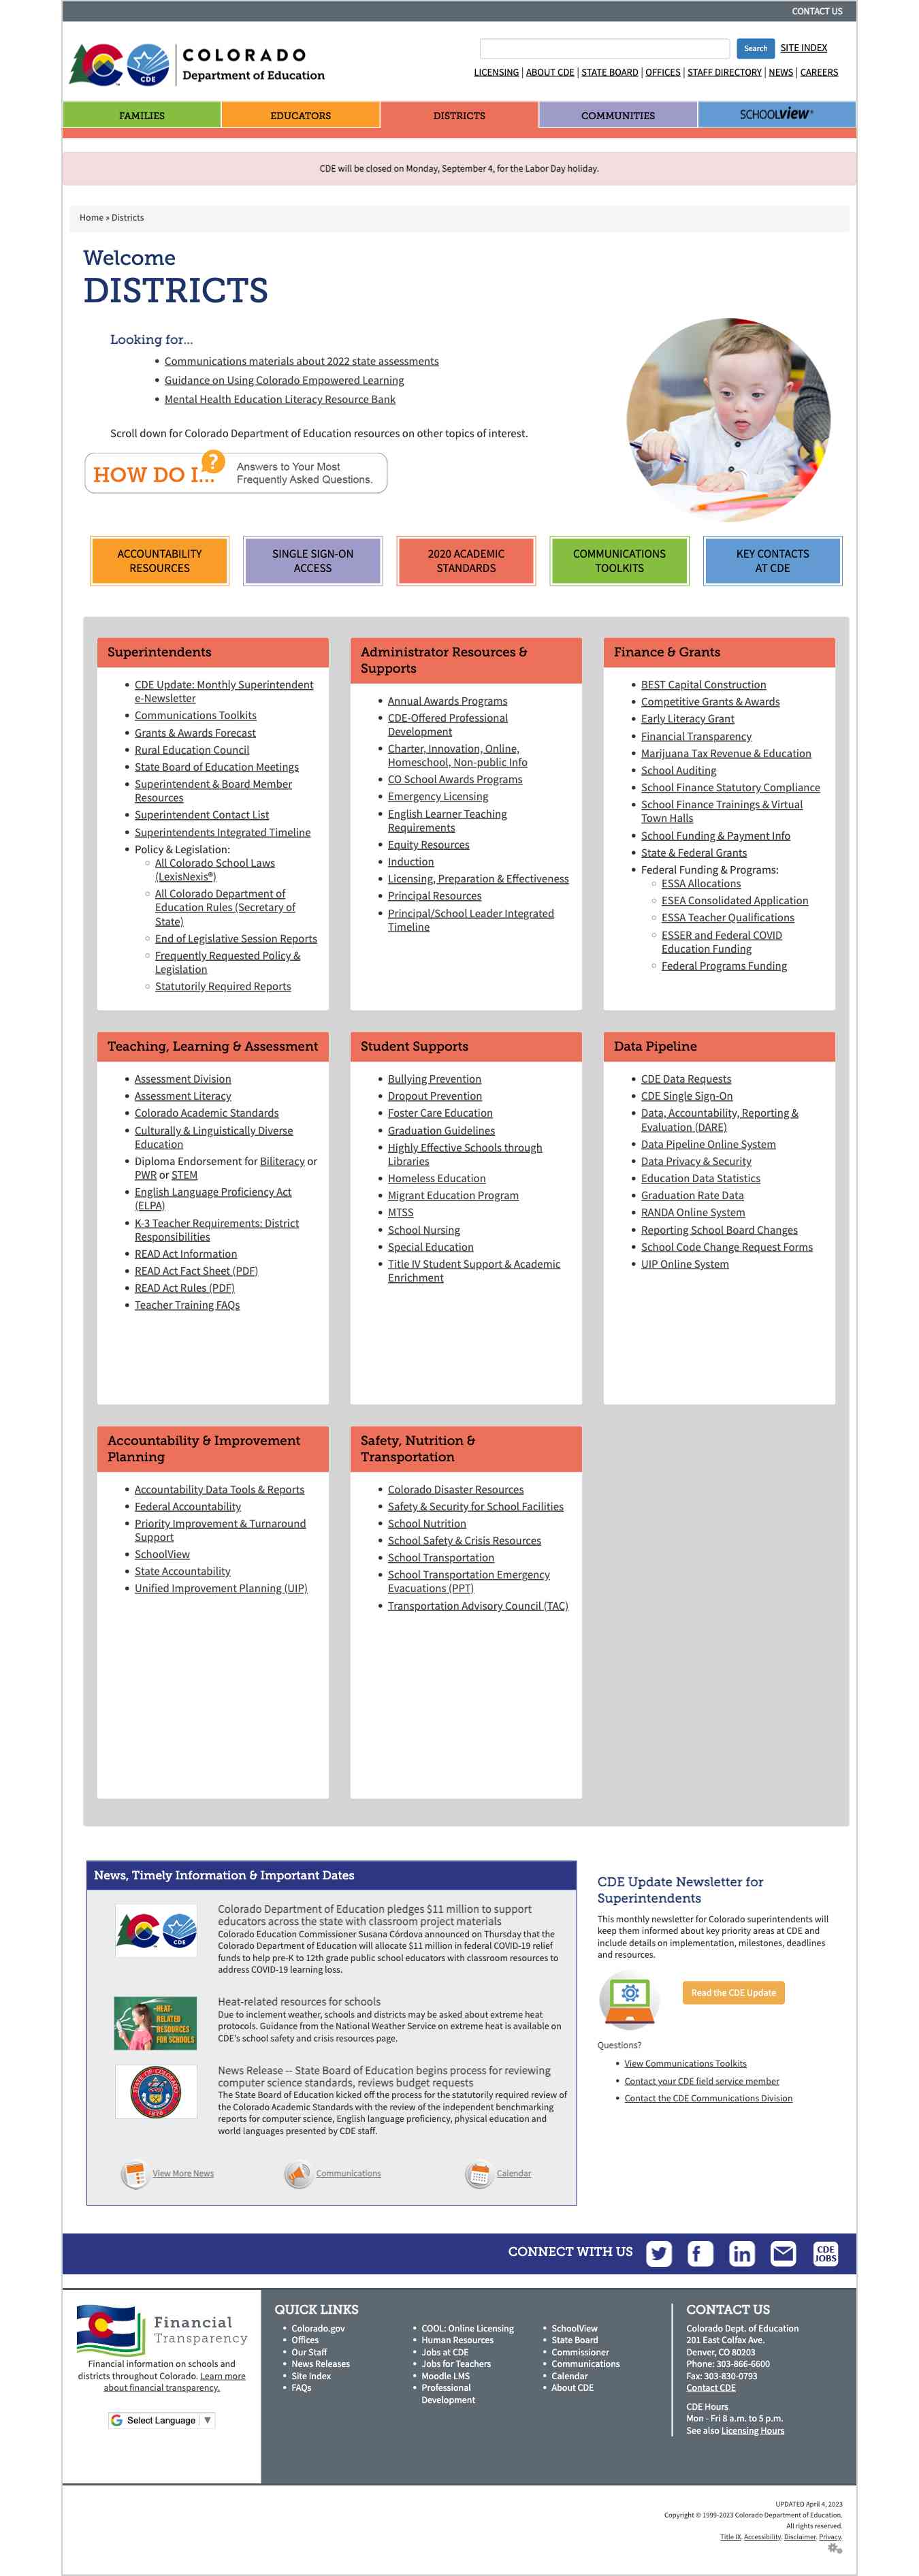 CONTACT US
COLORADO
Department of Education
CDE
Search
SITE INDEX
LICENSING | ABOUT CDE | STATE BOARD | OFFICES | STAFF DIRECTORY | NEWS | CAREERS
FAMILIES
EDUCATORS
DISTRICTS
COMMUNITIES
SCHOOLVIEW®
CDE will be closed on Monday, September 4, for the Labor Day holiday.
Home » Districts
Welcome
DISTRICTS
Looking for...
Communications materials about 2022 state assessments
Guidance on Using Colorado Empowered Learning
Mental Health Education Literacy Resource Bank
Scroll down for Colorado Department of Education resources on other topics of interest.
HOW DO I...
?
Answers to Your Most
Frequently Asked Questions.
ACCOUNTABILITY
RESOURCES
SINGLE SIGN-ON
ACCESS
2020 ACADEMIC
STANDARDS
COMMUNICATIONS
TOOLKITS
KEY CONTACTS
AT CDE
Superintendents
CDE Update: Monthly Superintendent
e-Newsletter
Communications Toolkits
Grants & Awards Forecast
Rural Education Council
State Board of Education Meetings
Superintendent & Board Member
Resources
Superintendent Contact List
Superintendents Integrated Timeline
Policy & Legislation:
All Colorado School Laws
(LexisNexis®)
All Colorado Department of
Education Rules (Secretary of
State)
End of Legislative Session Reports
Frequently Requested Policy &
Legislation
Statutorily Required Reports
Administrator Resources &
Supports
Annual Awards Programs
CDE-Offered Professional
Development
Charter, Innovation, Online,
Homeschool, Non-public Info
CO School Awards Programs
Emergency Licensing
English Learner Teaching
Requirements
Equity Resources
Induction
Licensing, Preparation & Effectiveness
Principal Resources
Principal/School Leader Integrated
Timeline
Finance & Grants
BEST Capital Construction
Competitive Grants & Awards
Early Literacy Grant
Financial Transparency
Marijuana Tax Revenue & Education
School Auditing
School Finance Statutory Compliance
School Finance Trainings & Virtual
Town Halls
School Funding & Payment Info
State & Federal Grants
Federal Funding & Programs:
ESSA Allocations
ESEA Consolidated Application
ESSA Teacher Qualifications
ESSER and Federal COVID
Education Funding
Federal Programs Funding
Teaching, Learning & Assessment
Assessment Division
Assessment Literacy
Colorado Academic Standards
Culturally & Linguistically Diverse
Education
Diploma Endorsement for Biliteracy or
PWR or STEM
English Language Proficiency Act
(ELPA)
K-3 Teacher Requirements: District
Responsibilities
READ Act Information
READ Act Fact Sheet (PDF)
READ Act Rules (PDF)
Teacher Training FAQs
Student Supports
Bullying Prevention
Dropout Prevention
Foster Care Education
Graduation Guidelines
Highly Effective Schools through
Libraries
Homeless Education
Migrant Education Program
MTSS
School Nursing
Special Education
Title IV Student Support & Academic
Enrichment
Data Pipeline
CDE Data Requests
CDE Single Sign-On
Data, Accountability, Reporting &
Evaluation (DARE)
Data Pipeline Online System
Data Privacy & Security
Education Data Statistics
Graduation Rate Data
RANDA Online System
Reporting School Board Changes
School Code Change Request Forms
UIP Online System
Accountability & Improvement
Planning
Accountability Data Tools & Reports
Federal Accountability
Priority Improvement & Turnaround
Support
SchoolView
State Accountability
Unified Improvement Planning (UIP)
Safety, Nutrition &
Transportation
Colorado Disaster Resources
Safety & Security for School Facilities
School Nutrition
School Safety & Crisis Resources
School Transportation
School Transportation Emergency
Evacuations (PPT)
Transportation Advisory Council (TAC)
News, Timely Information & Important Dates
CDE
Colorado Department of Education pledges $11 million to support
educators across the state with classroom project materials
Colorado Education Commissioner Susana Córdova announced on Thursday that the
Colorado Department of Education will allocate $11 million in federal COVID-19 relief
funds to help pre-K to 12th grade public school educators with classroom resources to
address COVID-19 learning loss.
HEAT-
RELATED
RESOURCES
FOR SCHOOLS
Heat-related resources for schools
Due to inclement weather, schools and districts may be asked about extreme heat
protocols. Guidance from the National Weather Service on extreme heat is available on
CDE's school safety and crisis resources page.
News Release -- State Board of Education begins process for reviewing
computer science standards, reviews budget requests
The State Board of Education kicked off the process for the statutorily required review of
the Colorado Academic Standards with the review of the independent benchmarking
reports for computer science, English language proficiency, physical education and
world languages presented by CDE staff.
View More News
Communications
Calendar
CDE Update Newsletter for
Superintendents
This monthly newsletter for Colorado superintendents will
keep them informed about key priority areas at CDE and
include details on implementation, milestones, deadlines
and resources.
Read the CDE Update
Questions?
View Communications Toolkits
Contact your CDE field service member
Contact the CDE Communications Division
CONNECT WITH US
CDE
JOBS
Financial
Transparency
Financial information on schools and
districts throughout Colorado. Learn more
about financial transparency.
Select Language ▼
QUICK LINKS
Colorado.gov
Offices
Our Staff
News Releases
Site Index
FAQs
COOL: Online Licensing
Human Resources
Jobs at CDE
Jobs for Teachers
Moodle LMS
Professional
Development
SchoolView
State Board
Commissioner
Communications
Calendar
About CDE
CONTACT US
Colorado Dept. of Education
201 East Colfax Ave.
Denver, CO 80203
Phone: 303-866-6600
Fax: 303-830-0793
Contact CDE
CDE Hours
Mon - Fri 8 a.m. to 5 p.m.
See also Licensing Hours
UPDATED April 4, 2023
Copyright © 1999-2023 Colorado Department of Education.
All rights reserved.
Title IX. Accessibility. Disclaimer. Privacy.